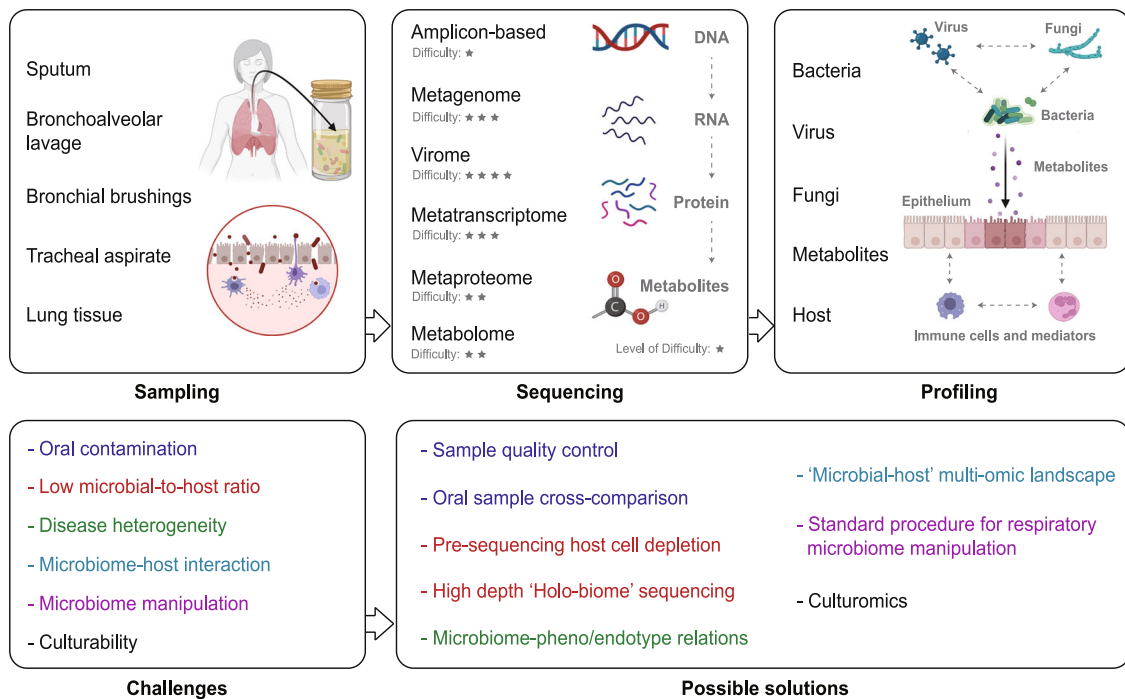 Sputum
Bronchoalveolar
lavage
Bronchial brushings
Tracheal aspirate
Lung tissue
Sampling
Amplicon-based
Difficulty: ★
Metagenome
Difficulty: ★ ★ ★
Virome
Difficulty: ★ ★ ★ ★
Metatranscriptome
Difficulty: ★ ★ ★
Metaproteome
Difficulty: ★ ★
Metabolome
Difficulty: ★ ★
DNA
RNA
Protein
Metabolites
O
C
O
H
Level of Difficulty: ★
Sequencing
Bacteria
Virus
Fungi
Metabolites
Host
Virus
Fungi
Bacteria
Metabolites
Epithelium
Immune cells and mediators
Profiling
- Oral contamination
- Low microbial-to-host ratio
- Disease heterogeneity
- Microbiome-host interaction
- Microbiome manipulation
- Culturability
Challenges
- Sample quality control
- Oral sample cross-comparison
- Pre-sequencing host cell depletion
- High depth ‘Holo-biome’ sequencing
- Microbiome-pheno/endotype relations
- ‘Microbial-host’ multi-omic landscape
- Standard procedure for respiratory
microbiome manipulation
- Culturomics
Possible solutions